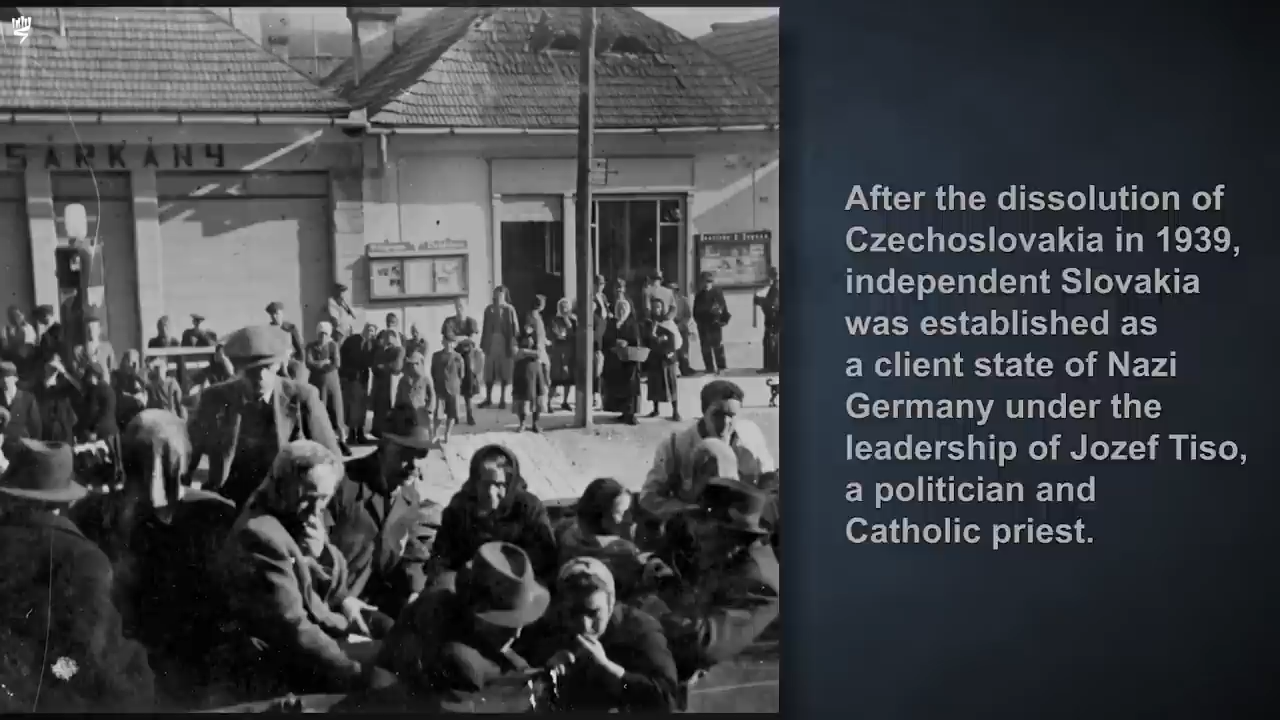 SÁRKÁNY
After the dissolution of
Czechoslovakia in 1939,
independent Slovakia
was established as
a client state of Nazi
Germany under the
leadership of Jozef Tiso,
a politician and
Catholic priest.